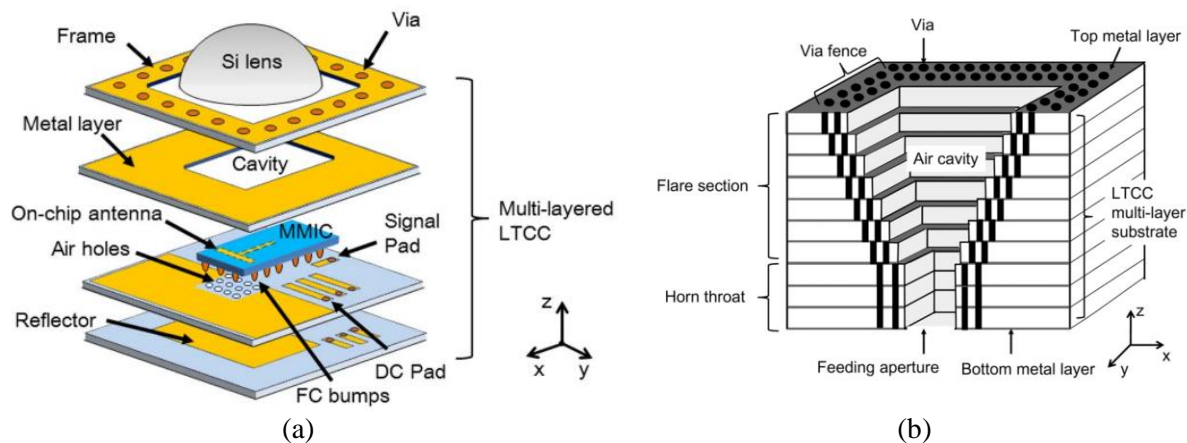 Frame
Via
Si lens
Metal layer
Cavity
On-chip antenna
MMIC
Signal
Pad
Air holes
Multi-layered
LTCC
Reflector
z
x
y
DC Pad
FC bumps
(a)
Via
Via fence
Top metal layer
Air cavity
Flare section
LTCC
multi-layer
substrate
Horn throat
z
x
y
Feeding aperture
Bottom metal layer
(b)